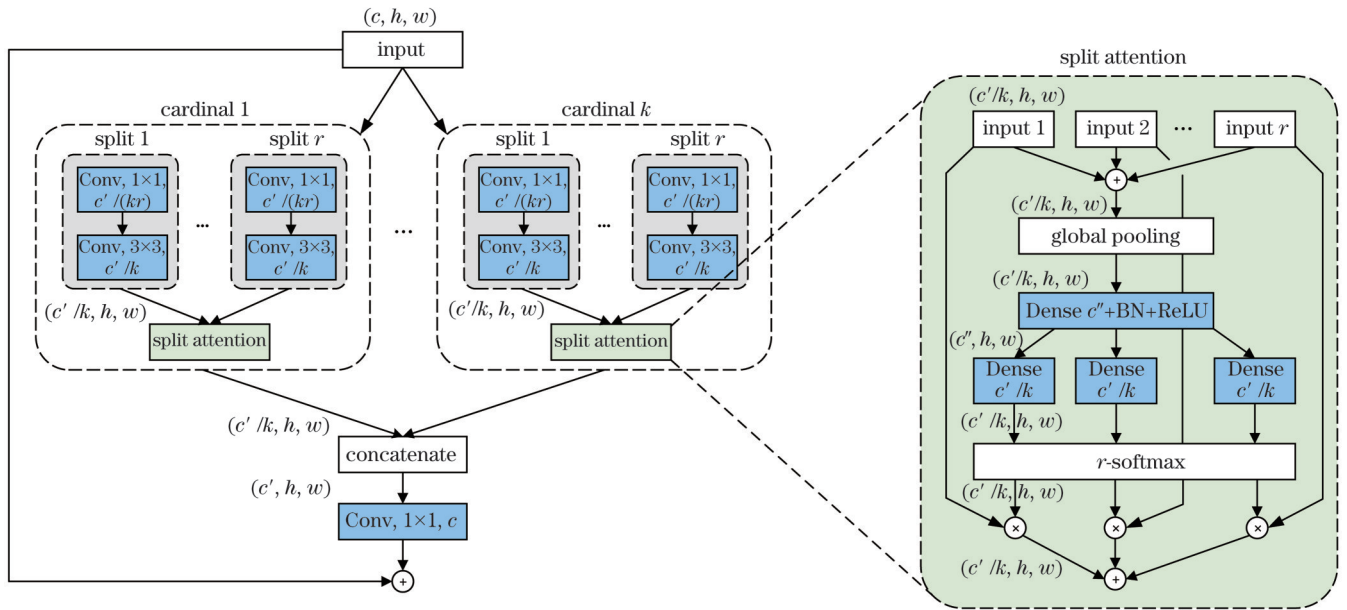 (c, h, w)
input
cardinal 1
cardinal k
split 1
split r
split 1
split r
Conv, 1×1,
c′ /(kr)
Conv, 3×3,
c′ /k
...
Conv, 1×1,
c′ /(kr)
Conv, 3×3,
c′ /k
...
Conv, 1×1,
c′ /(kr)
Conv, 3×3,
c′ /k
...
Conv, 1×1,
c′ /(kr)
Conv, 3×3,
c′ /k
(c′ /k, h, w)
(c′/k, h, w)
split attention
split attention
(c′ /k, h, w)
concatenate
(c′, h, w)
Conv, 1×1, c
+
split attention
(c′/k, h, w)
input 1
input 2
...
input r
+
(c′/k, h, w)
global pooling
(c′/k, h, w)
Dense c″+BN+ReLU
(c″, h, w)
Dense
c′ /k
Dense
c′ /k
Dense
c′ /k
(c′ /k, h, w)
r-softmax
(c′ /k, h, w)
×
×
×
(c′ /k, h, w)
+